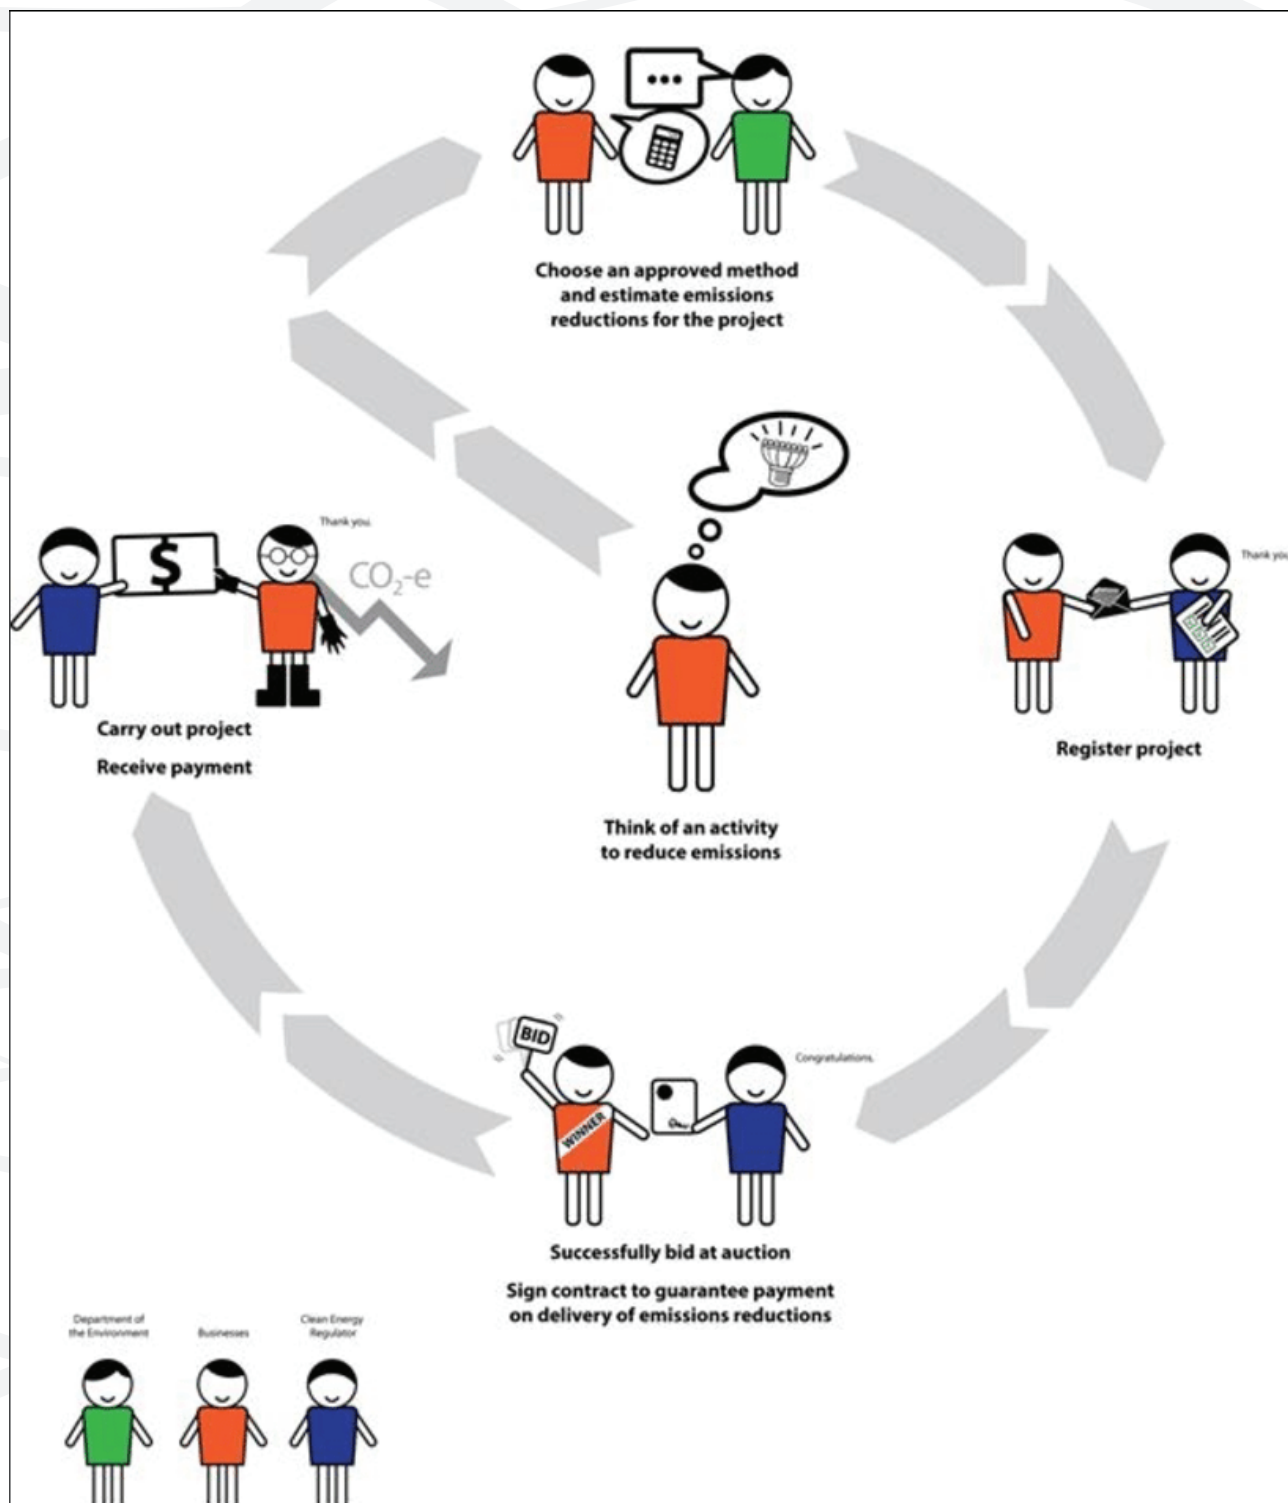 ...
Choose an approved method
and estimate emissions
reductions for the project
Thank you.
CO₂-e
$
Carry out project
Receive payment
Think of an activity
to reduce emissions
Thank you
Register project
BID
WINNER
Congratulations.
Successfully bid at auction
Sign contract to guarantee payment
on delivery of emissions reductions
Department of
the Environment
Businesses
Clean Energy
Regulator